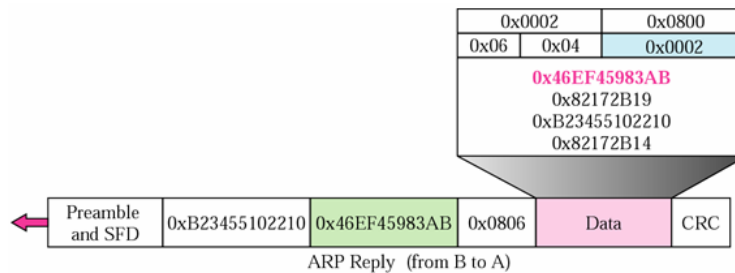 0x0002 0x0800
0x06 0x04 0x0002
0x46EF45983AB
0x82172B19
0xB23455102210
0x82172B14
Preamble and SFD 0xB23455102210 0x46EF45983AB 0x0806 Data CRC
ARP Reply (from B to A)